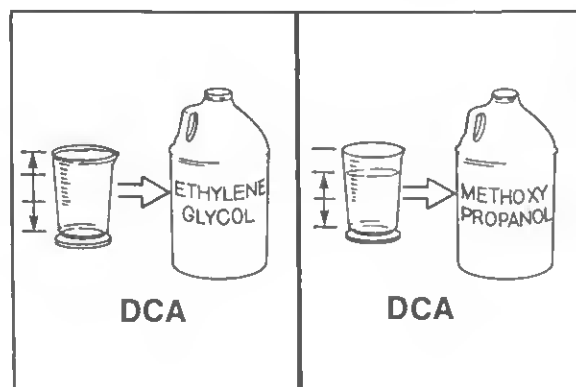 ETHYLENE
GLYCOL
DCA
METHOXY
PROPANOL
DCA